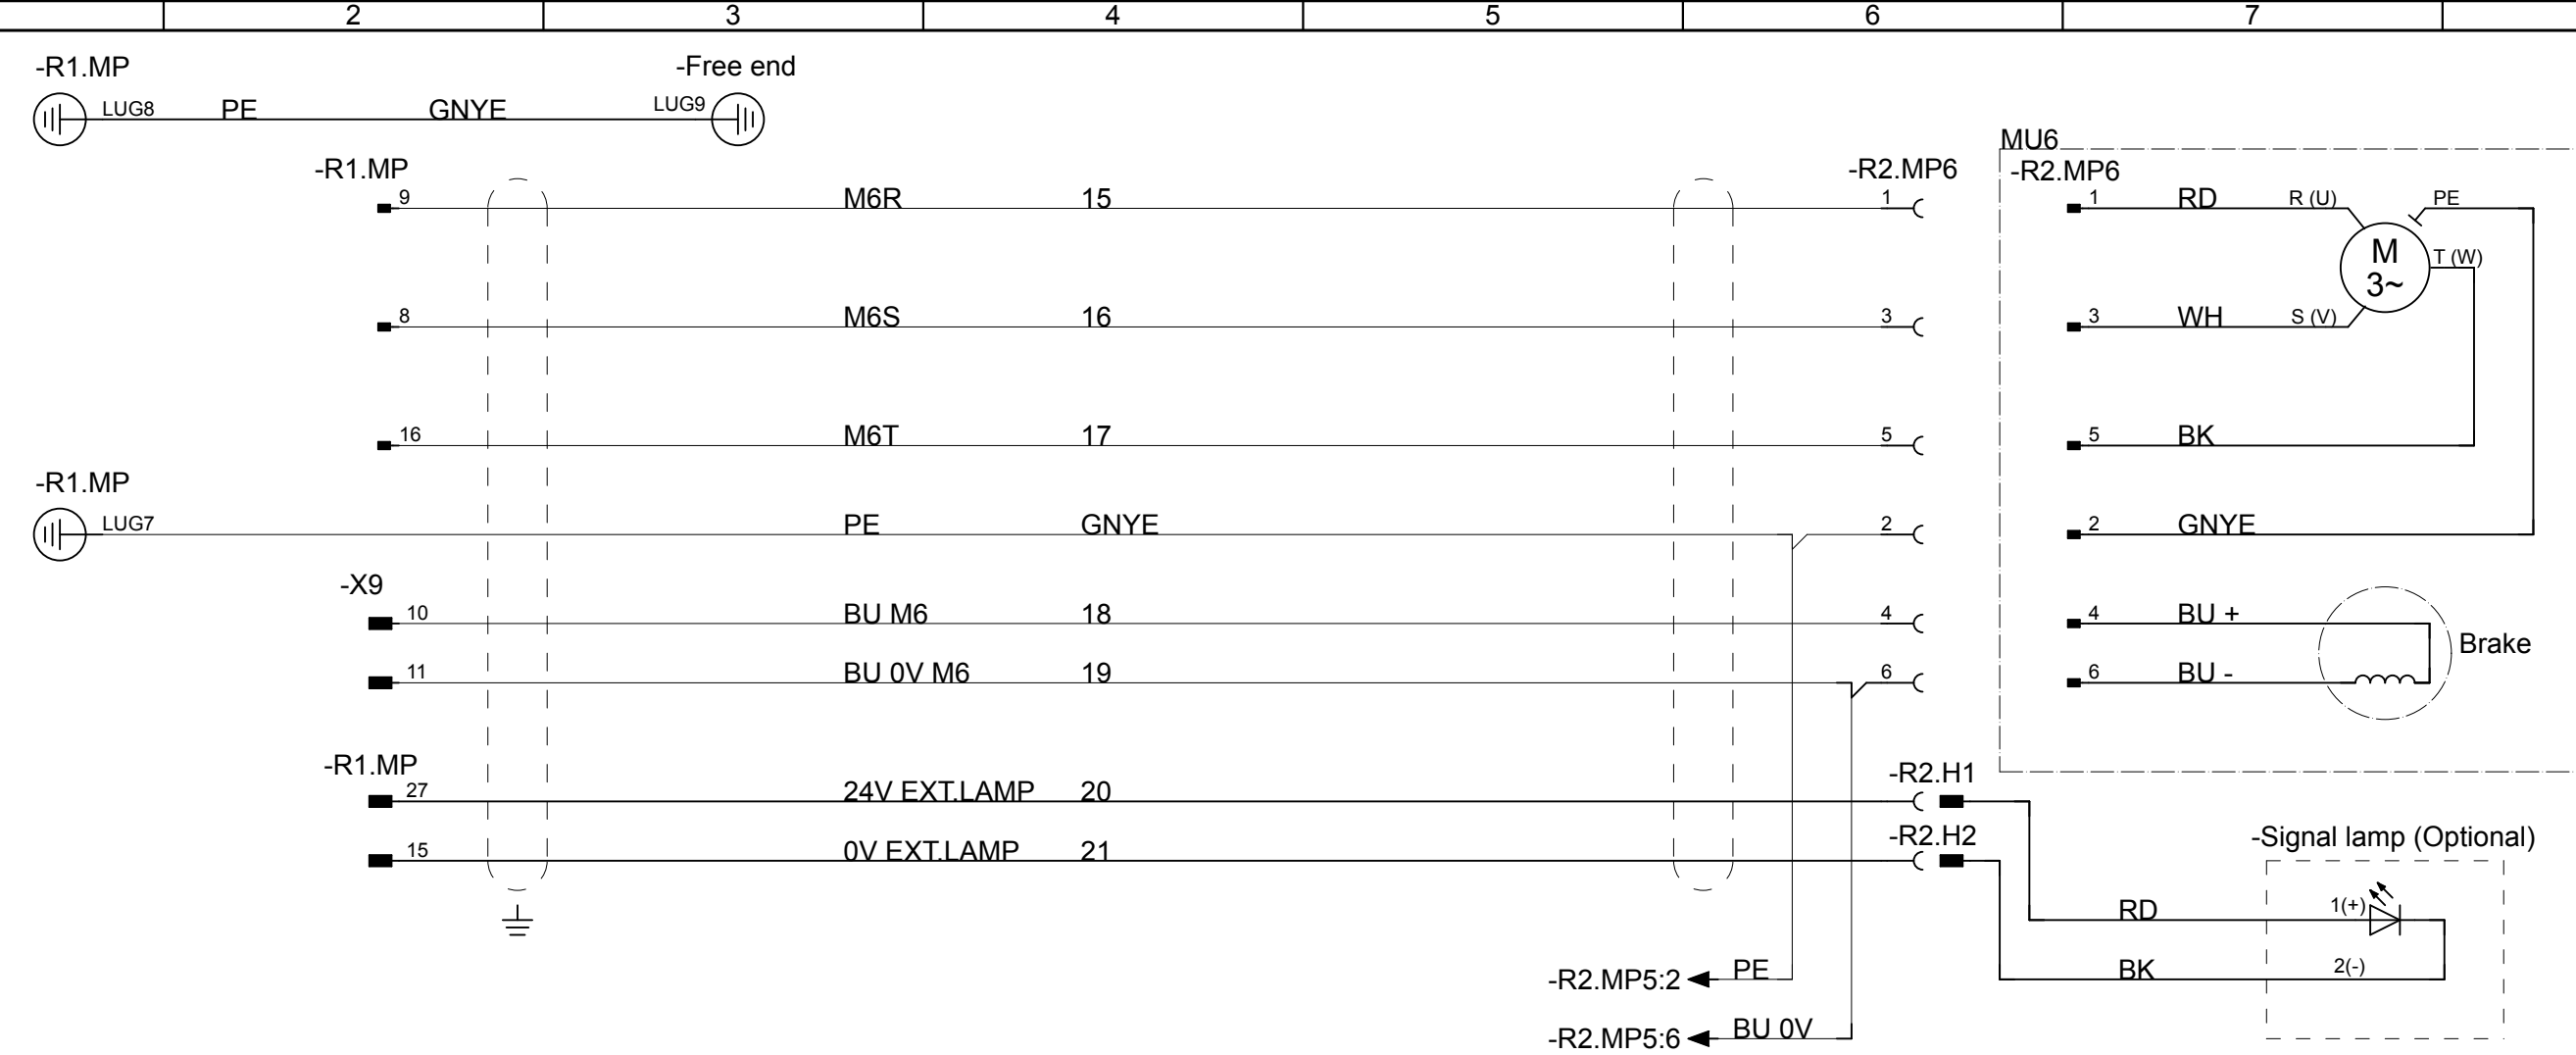 2 3 4 5 6 7
-R1.MP -Free end
LUG8 PE GNYE LUG9
MU6
-R1.MP -R2.MP6 -R2.MP6
9 M6R 15 1 1 RD R (U) PE
M
3~
T (W)
8 M6S 16 3 3 WH S (V)
16 M6T 17 5 5 BK
-R1.MP
LUG7 PE GNYE 2 2 GNYE
-X9
10 BU M6 18 4 4 BU +
Brake
11 BU 0V M6 19 6 6 BU -
-R1.MP -R2.H1
27 24V EXT.LAMP 20
-R2.H2 -Signal lamp (Optional)
15 0V EXT.LAMP 21
RD 1(+)
-R2.MP5:2 PE BK 2(-)
-R2.MP5:6 BU 0V